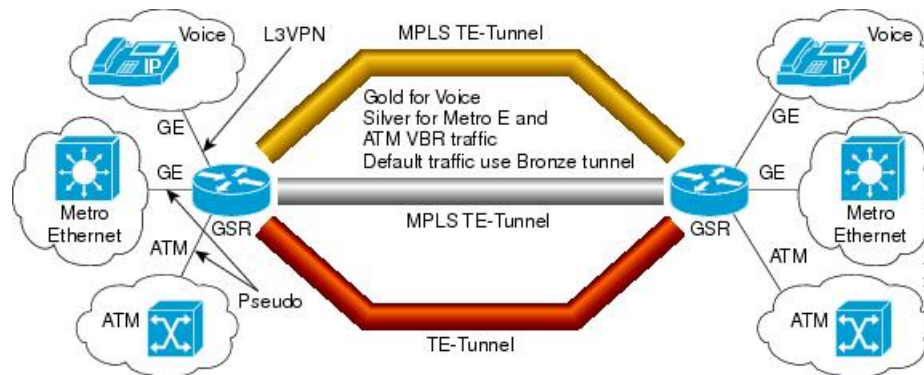 Voice
IP
L3VPN
MPLS TE-Tunnel
Voice
IP
GE
Gold for Voice
Silver for Metro E and
ATM VBR traffic
Default traffic use Bronze tunnel
GE
GE
Metro
Ethernet
GSR
MPLS TE-Tunnel
GSR
GE
Metro
Ethernet
ATM
ATM
ATM
Pseudo
TE-Tunnel
ATM